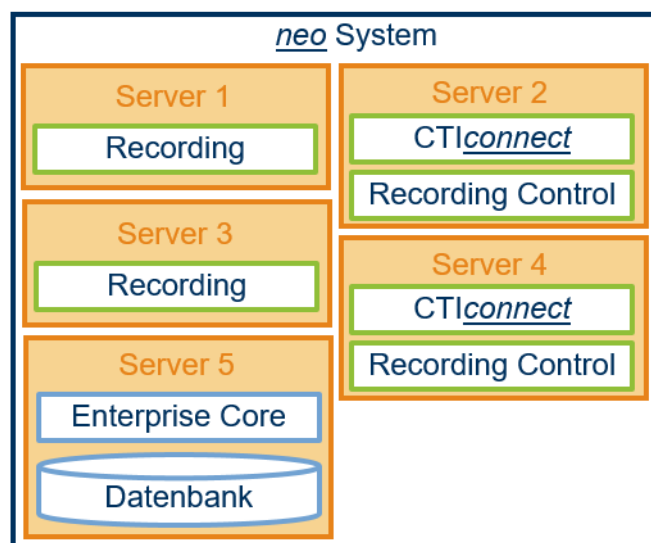 neo System
Server 1
Recording
Server 2
CTIconnect
Recording Control
Server 3
Recording
Server 4
CTIconnect
Recording Control
Server 5
Enterprise Core
Datenbank